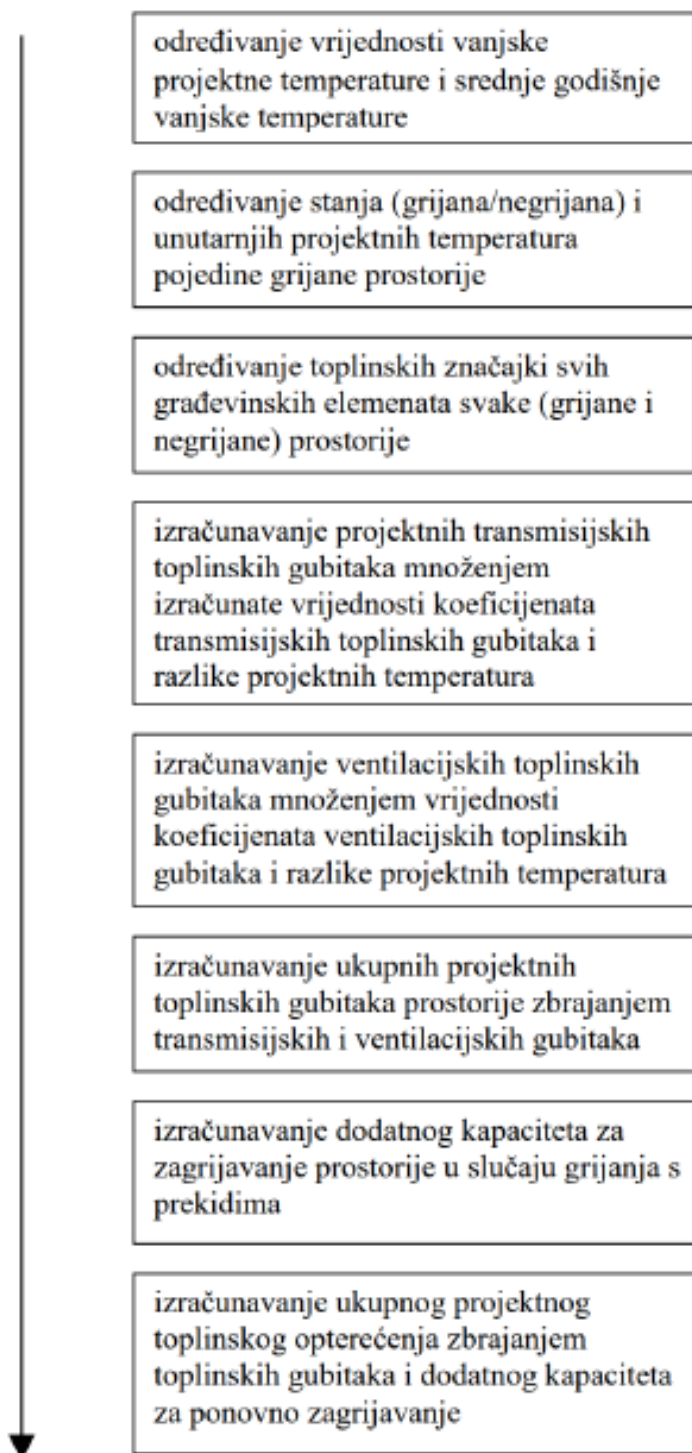 određivanje vrijednosti vanjske
projektne temperature i srednje godišnje
vanjske temperature
određivanje stanja (grijana/negrijana) i
unutarnjih projektnih temperatura
pojedine grijane prostorije
određivanje toplinskih značajki svih
građevinskih elemenata svake (grijane i
negrijane) prostorije
izračunavanje projektnih transmisijskih
toplinskih gubitaka množenjem
izračunate vrijednosti koeficijenata
transmisijskih toplinskih gubitaka i
razlike projektnih temperatura
izračunavanje ventilacijskih toplinskih
gubitaka množenjem vrijednosti
koeficijenata ventilacijskih toplinskih
gubitaka i razlike projektnih temperatura
izračunavanje ukupnih projektnih
toplinskih gubitaka prostorije zbrajanjem
transmisijskih i ventilacijskih gubitaka
izračunavanje dodatnog kapaciteta za
zagrijavanje prostorije u slučaju grijanja s
prekidima
izračunavanje ukupnog projektnog
toplinskog opterećenja zbrajanjem
toplinskih gubitaka i dodatnog kapaciteta
za ponovno zagrijavanje